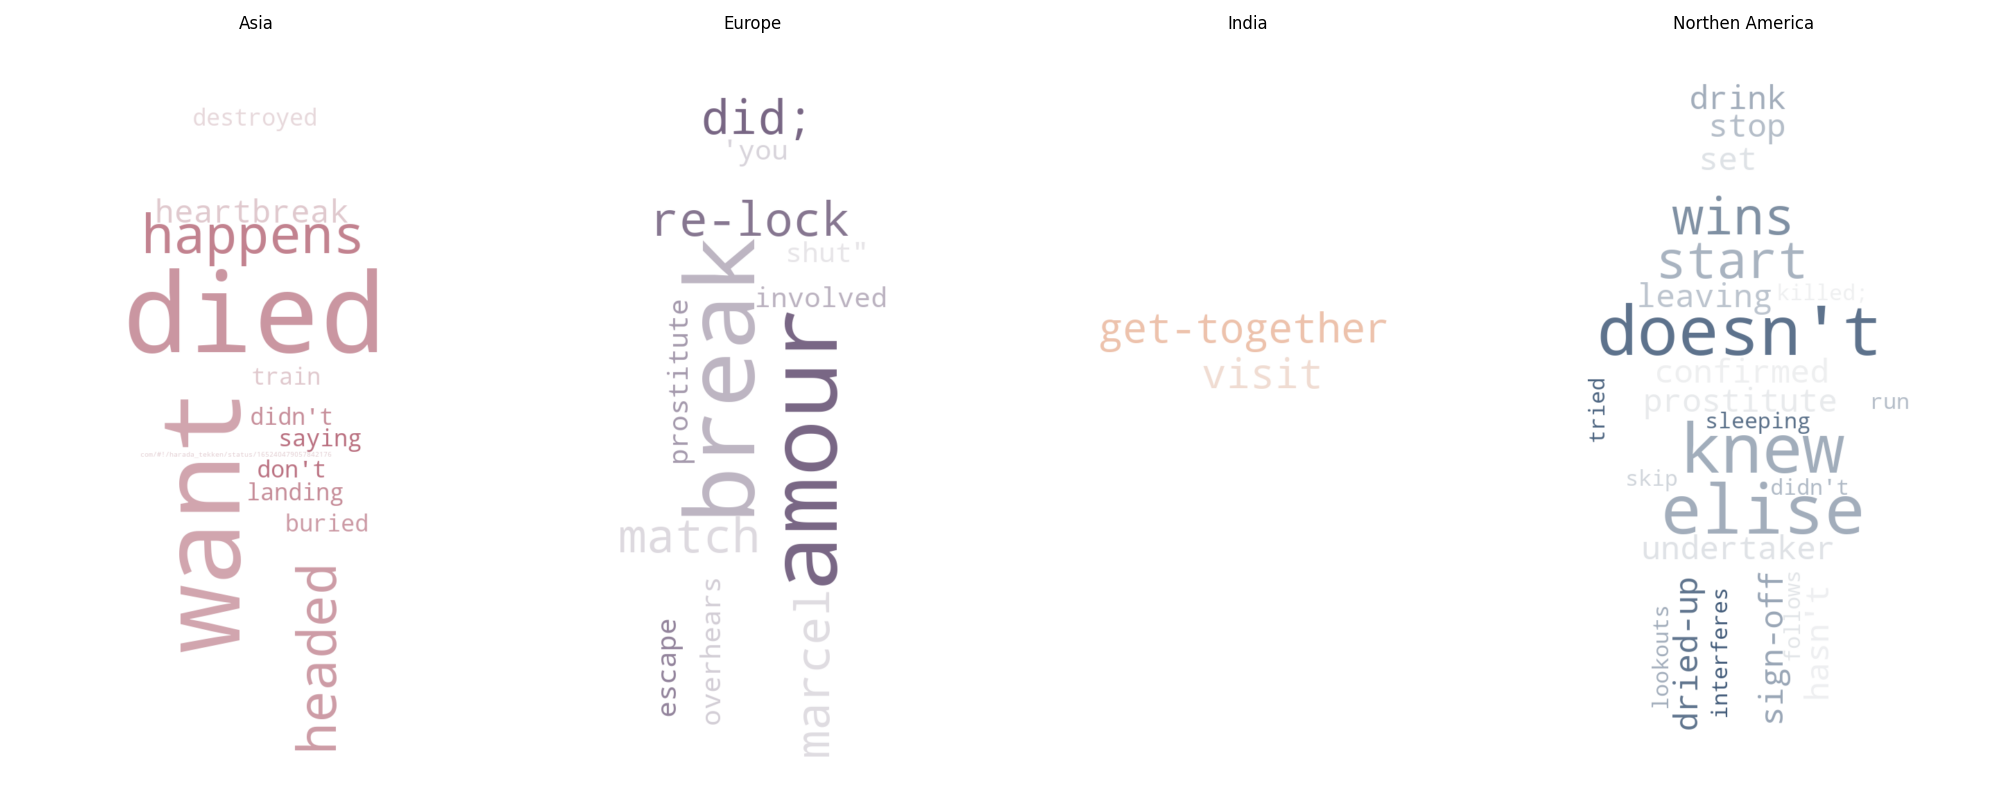 Asia
destroyed
heartbreak
happens
died
train
want
didn't
saying
don't
landing
buried
headed
Europe
did;
'you
re-lock
shut"
break
involved
prostitute
amour
match
marcel
overhears
escape
India
get-together
visit
Northen America
drink
stop
set
wins
start
leaving
killed;
doesn't
confirmed
tried
prostitute
run
sleeping
knew
skip
didn't
elise
undertaker
lookouts
dried-up
interferes
sign-off
follows
hasn't